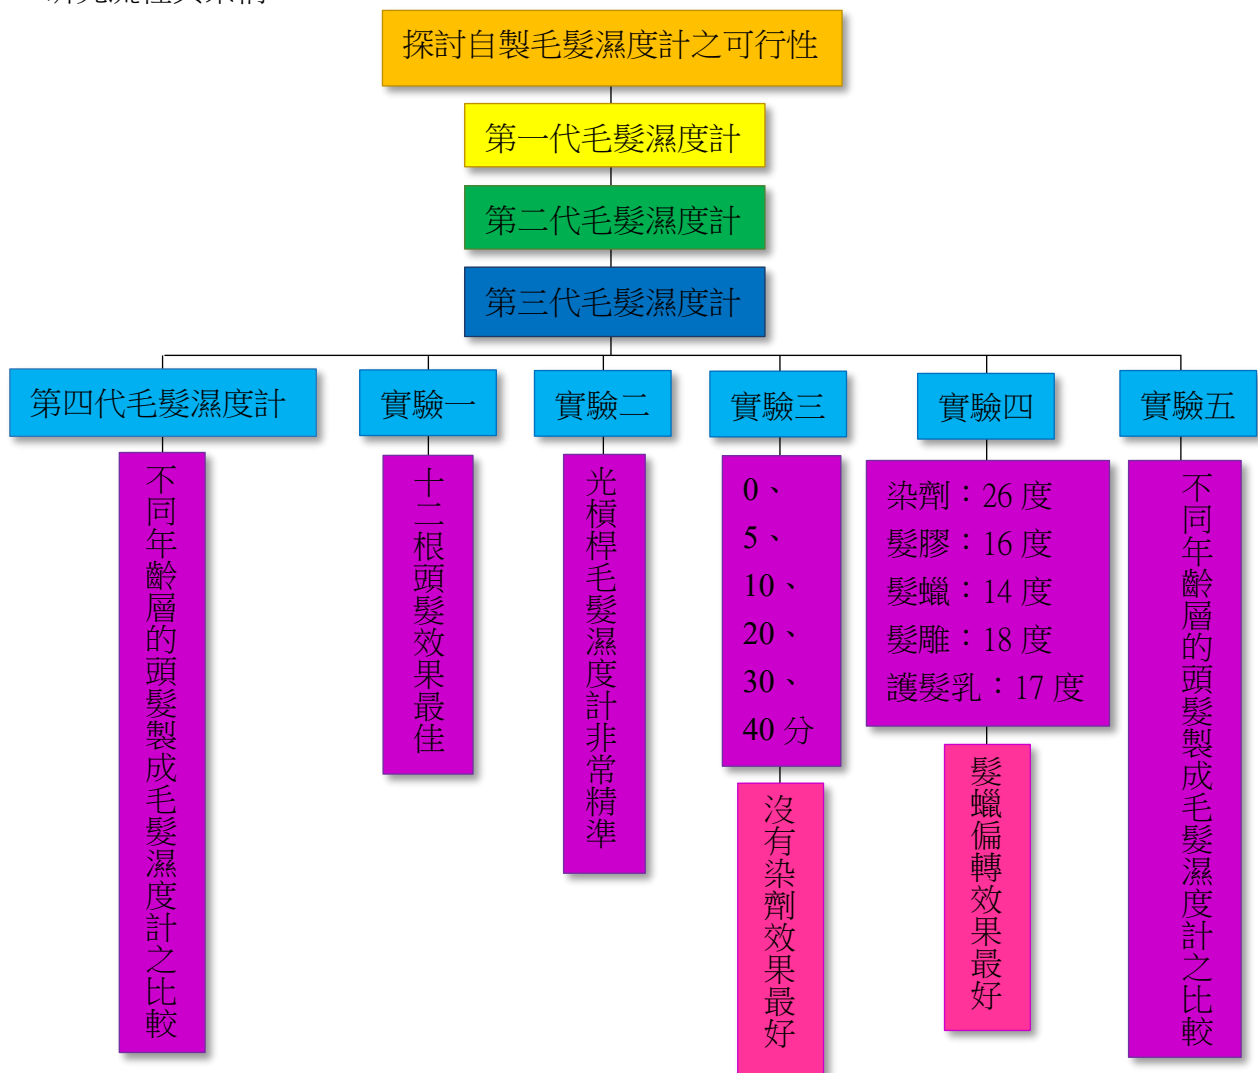 探討自製毛髮濕度計之可行性
第一代毛髮濕度計
第二代毛髮濕度計
第三代毛髮濕度計
第四代毛髮濕度計
不同年齡層的頭髮製成毛髮濕度計之比較
實驗一
十二根頭髮效果最佳
實驗二
光槓桿毛髮濕度計非常精準
實驗三
0、
5、
10、
20、
30、
40 分
沒有染劑效果最好
實驗四
染劑：26 度
髮膠：16 度
髮蠟：14 度
髮雕：18 度
護髮乳：17 度
髮蠟偏轉效果最好
實驗五
不同年齡層的頭髮製成毛髮濕度計之比較